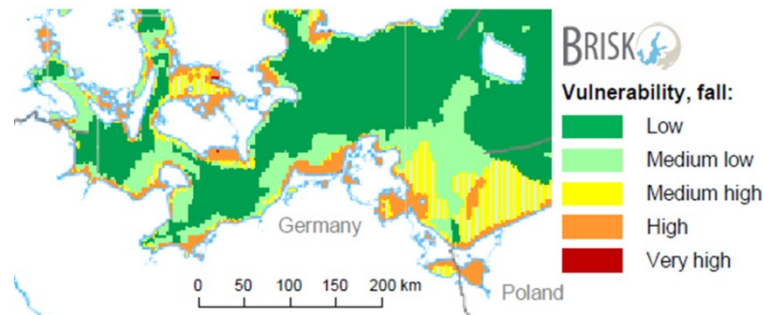 BRISK
Vulnerability, fall:
Low
Medium low
Medium high
High
Very high
Germany
0 50 100 150 200 km
Poland